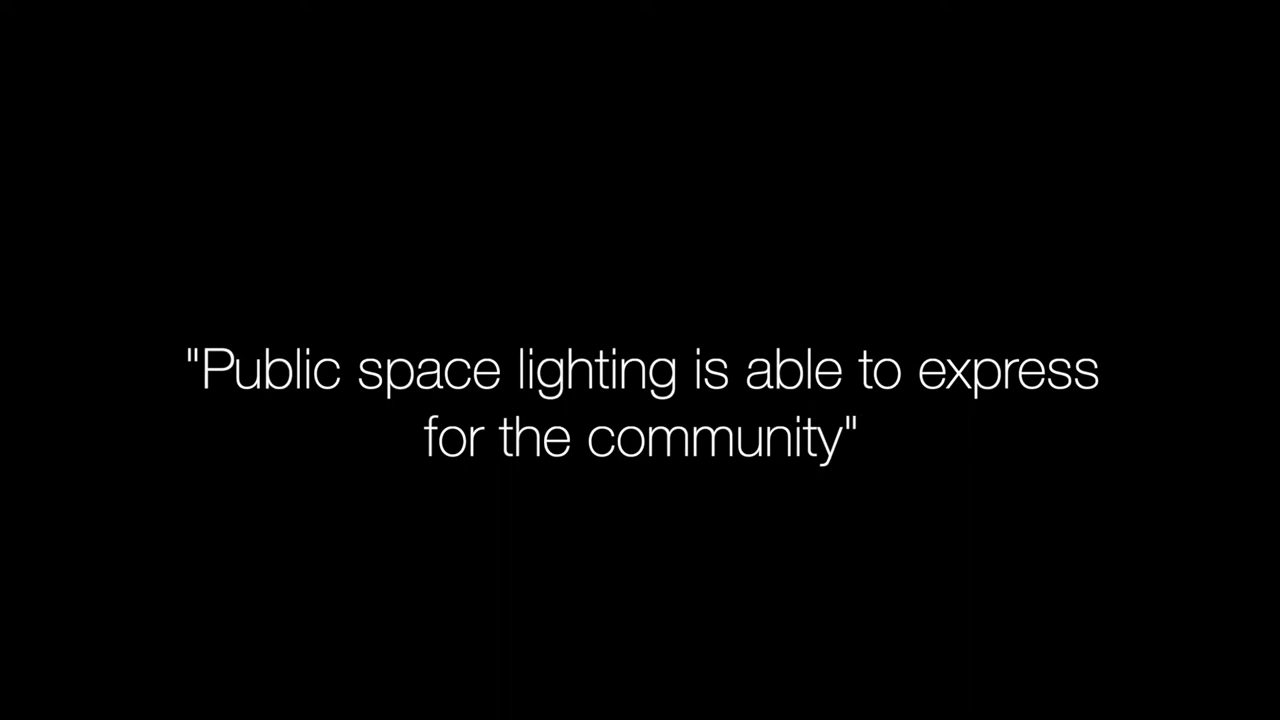 "Public space lighting is able to express
for the community"